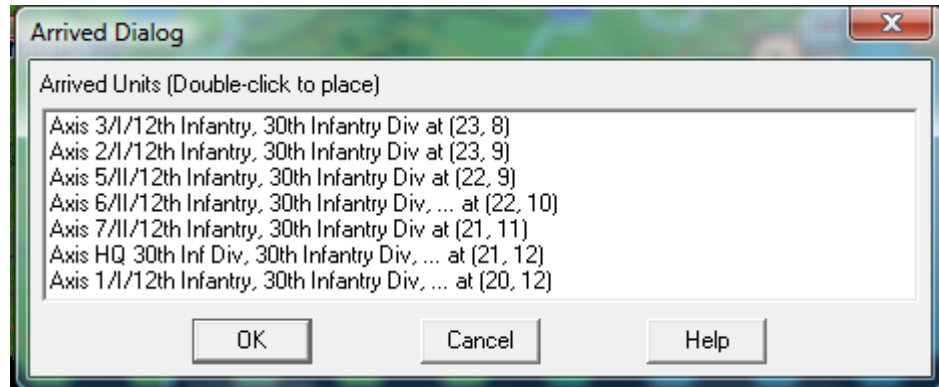 Arrived Dialog
Arrived Units (Double-click to place)
Axis 3/I/12th Infantry, 30th Infantry Div at (23, 8)
Axis 2/I/12th Infantry, 30th Infantry Div at (23, 9)
Axis 5/II/12th Infantry, 30th Infantry Div at (22, 9)
Axis 6/II/12th Infantry, 30th Infantry Div, ... at (22, 10)
Axis 7/II/12th Infantry, 30th Infantry Div at (21, 11)
Axis HQ 30th Inf Div, 30th Infantry Div, ... at (21, 12)
Axis 1/I/12th Infantry, 30th Infantry Div, ... at (20, 12)
OK Cancel Help